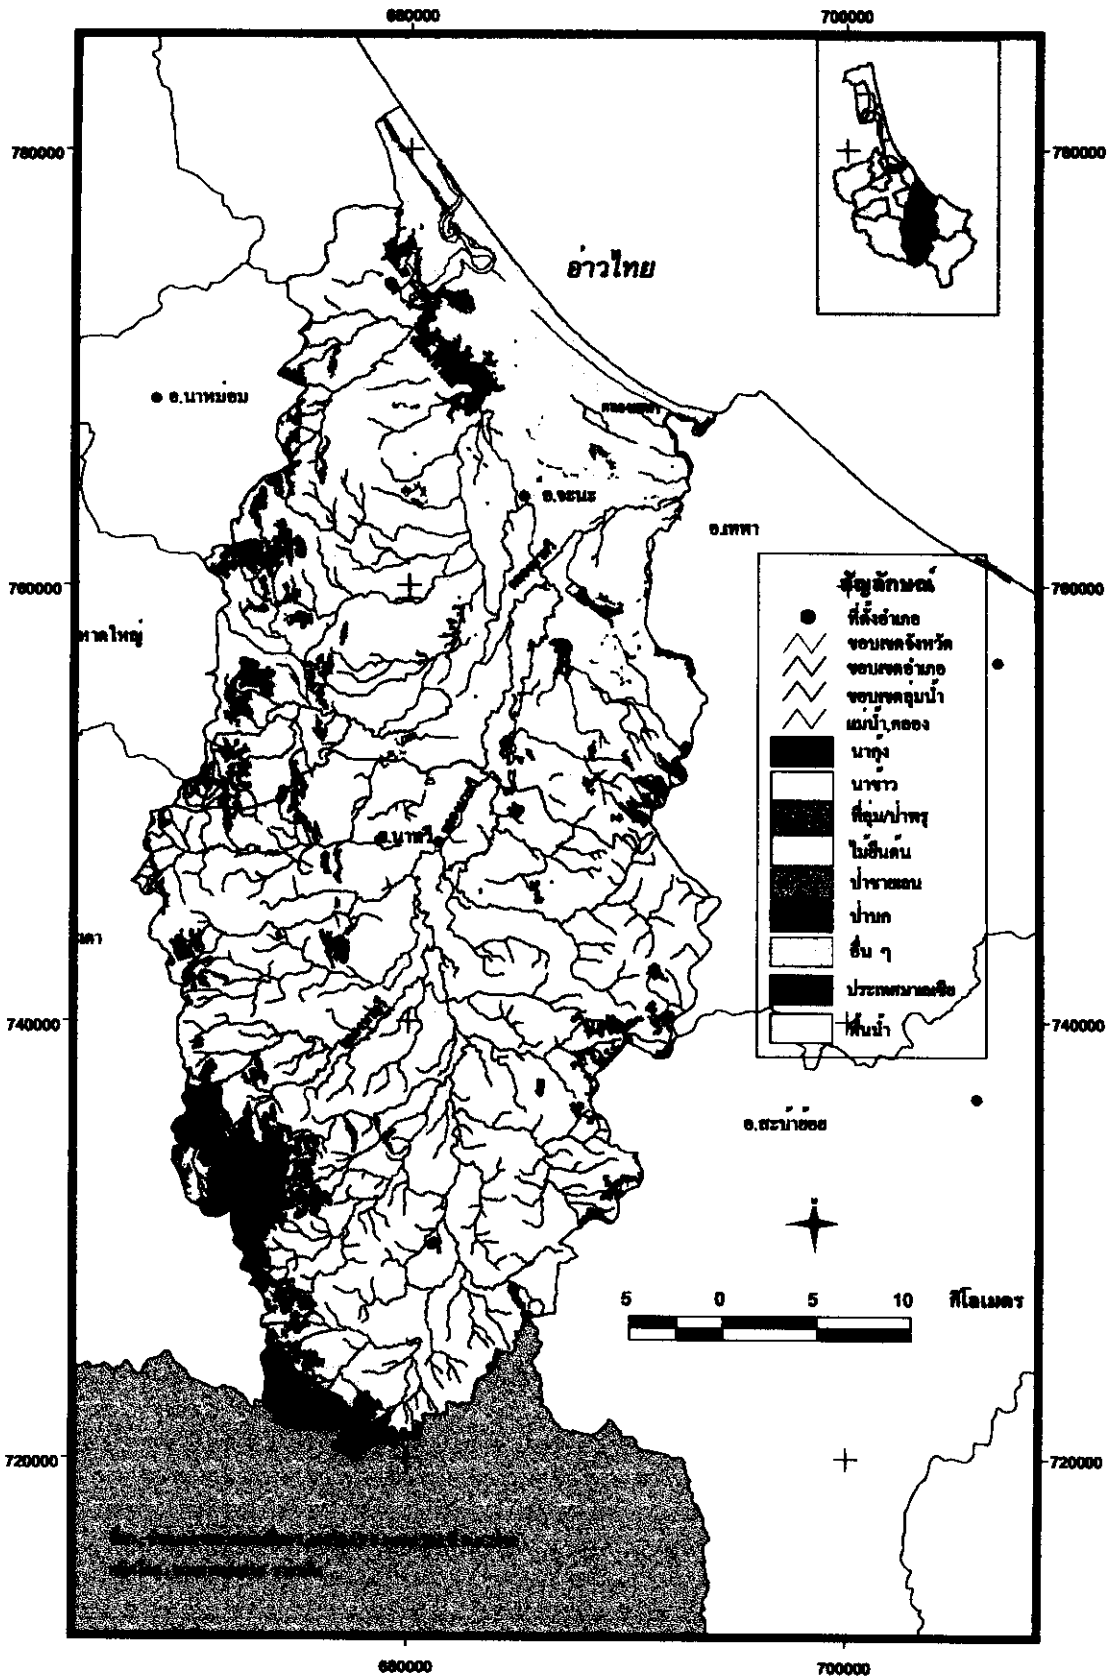 680000
700000
780000
780000
อ่าวไทย
อ.นาหม่อม
อ.จะนะ
อ.เทพา
สัญลักษณ์
760000
760000
ที่ตั้งอำเภอ
หาดใหญ่
ขอบเขตจังหวัด
ขอบเขตอำเภอ
ขอบเขตลุ่มน้ำ
แม่น้ำ,คลอง
นากุ้ง
นาข้าว
ที่ลุ่ม/ป่าพรุ
อ.นาทวี
ไม้ยืนต้น
ป่าชายเลน
ป่าบก
อื่น ๆ
ประเทศมาเลเซีย
740000
740000
พื้นน้ำ
อ.สะบ้าย้อย
5 0 5 10 กิโลเมตร
720000
720000
680000
700000